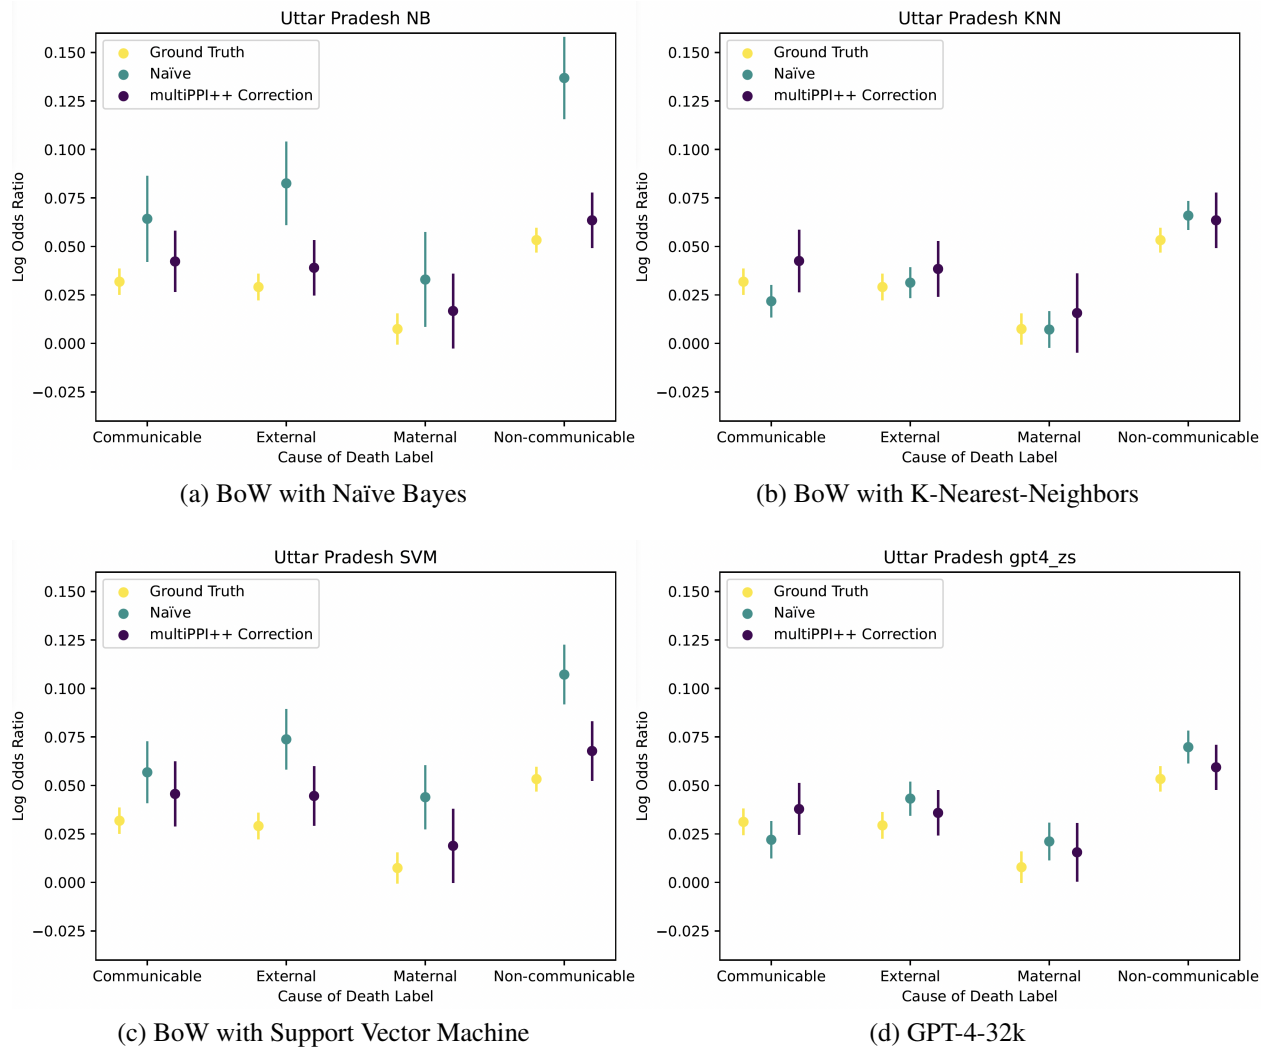 Uttar Pradesh NB
Ground Truth
Naïve
multiPPI++ Correction
0.150
0.125
0.100
0.075
0.050
0.025
0.000
−0.025
Log Odds Ratio
Communicable External Maternal Non-communicable
Cause of Death Label
(a) BoW with Naïve Bayes
Uttar Pradesh KNN
Ground Truth
Naïve
multiPPI++ Correction
0.150
0.125
0.100
0.075
0.050
0.025
0.000
−0.025
Log Odds Ratio
Communicable External Maternal Non-communicable
Cause of Death Label
(b) BoW with K-Nearest-Neighbors
Uttar Pradesh SVM
Ground Truth
Naïve
multiPPI++ Correction
0.150
0.125
0.100
0.075
0.050
0.025
0.000
−0.025
Log Odds Ratio
Communicable External Maternal Non-communicable
Cause of Death Label
(c) BoW with Support Vector Machine
Uttar Pradesh gpt4_zs
Ground Truth
Naïve
multiPPI++ Correction
0.150
0.125
0.100
0.075
0.050
0.025
0.000
−0.025
Log Odds Ratio
Communicable External Maternal Non-communicable
Cause of Death Label
(d) GPT-4-32k